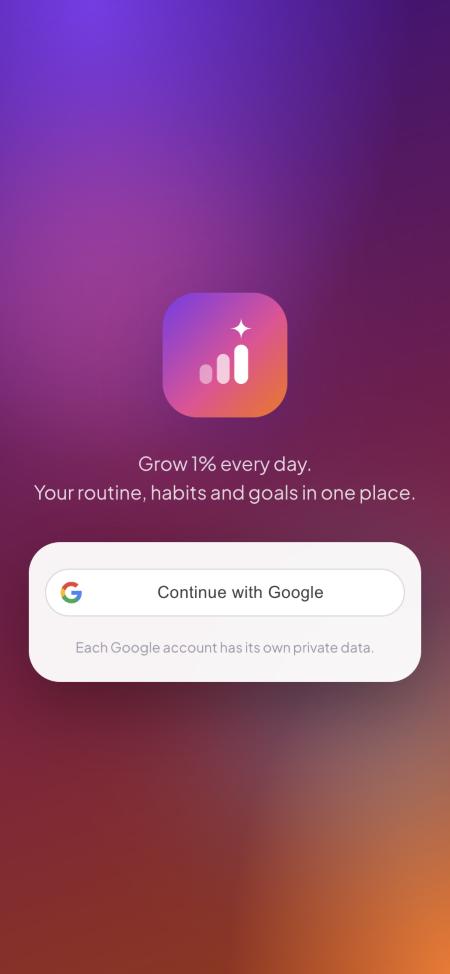 Grow 1% every day.
Your routine, habits and goals in one place.
Continue with Google
Each Google account has its own private data.